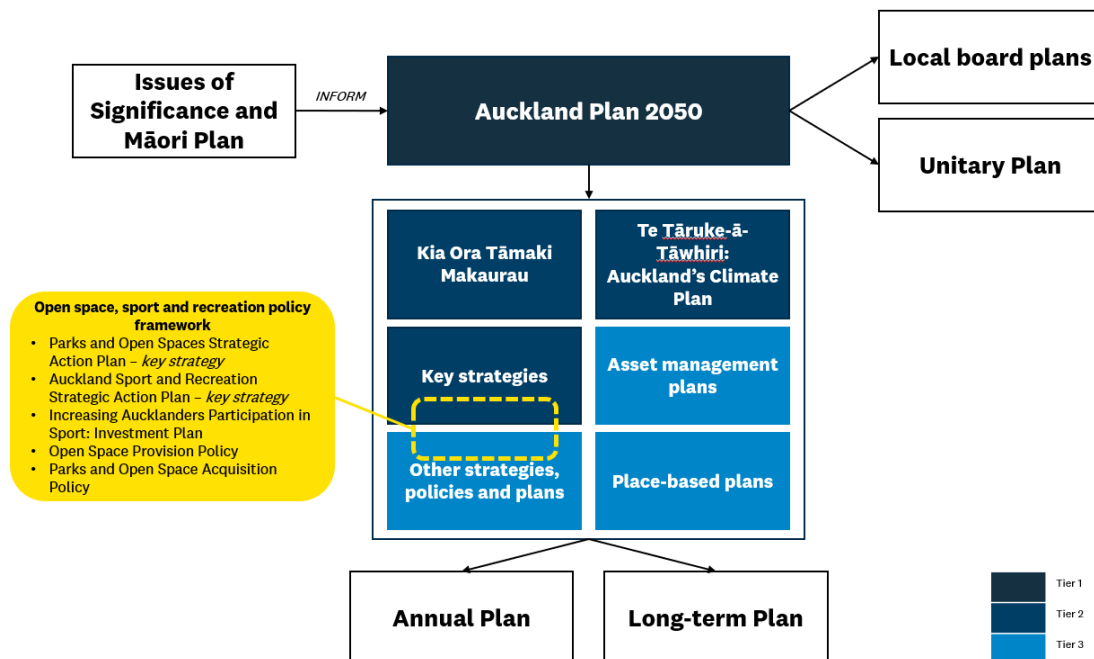 Issues of
Significance and
Māori Plan
INFORM
Auckland Plan 2050
Local board plans
Unitary Plan
Kia Ora Tāmaki
Makaurau
Te Tāruke-ā-
Tāwhiri:
Auckland's Climate
Plan
Open space, sport and recreation policy
framework
• Parks and Open Spaces Strategic
Action Plan – key strategy
• Auckland Sport and Recreation
Strategic Action Plan – key strategy
• Increasing Aucklanders Participation in
Sport: Investment Plan
• Open Space Provision Policy
• Parks and Open Space Acquisition
Policy
Key strategies
Asset management
plans
Other strategies,
policies and plans
Place-based plans
Annual Plan
Long-term Plan
Tier 1
Tier 2
Tier 3